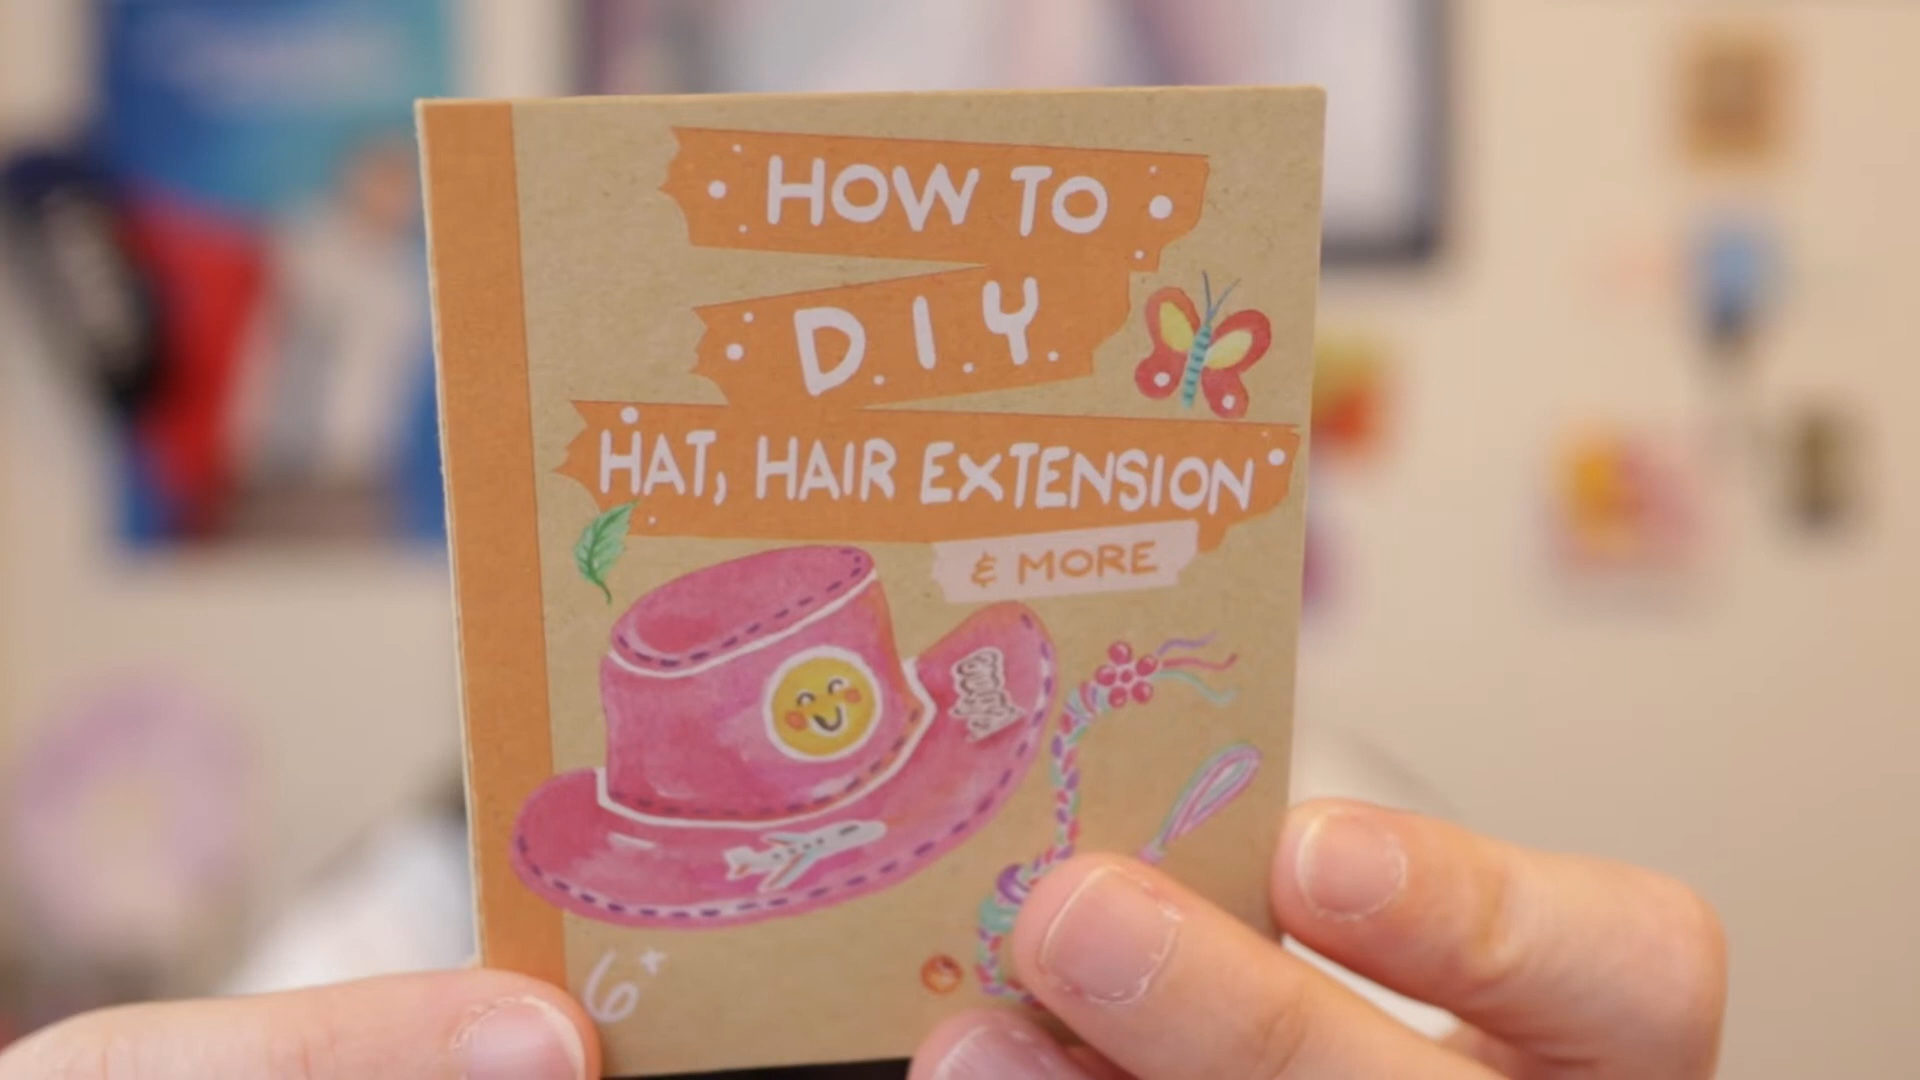 HOW TO
D.I.Y.
HAT, HAIR EXTENSION
& MORE
6+